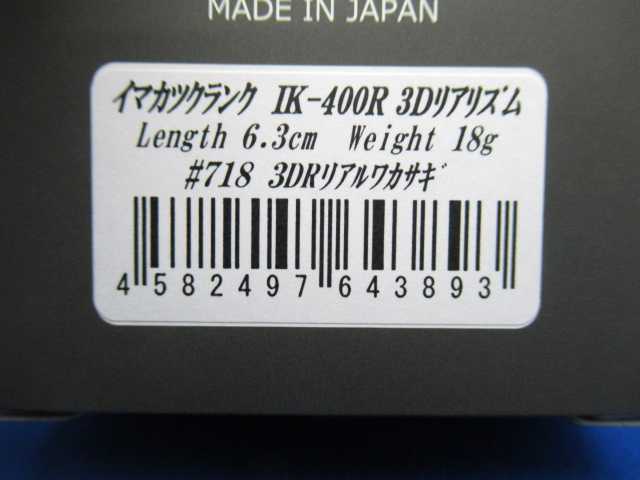 MADE IN JAPAN
イマカツクランク IK-400R 3Dリアリズム
Length 6.3cm Weight 18g
#718 3DRリアルワカサギ
4 582497 643893